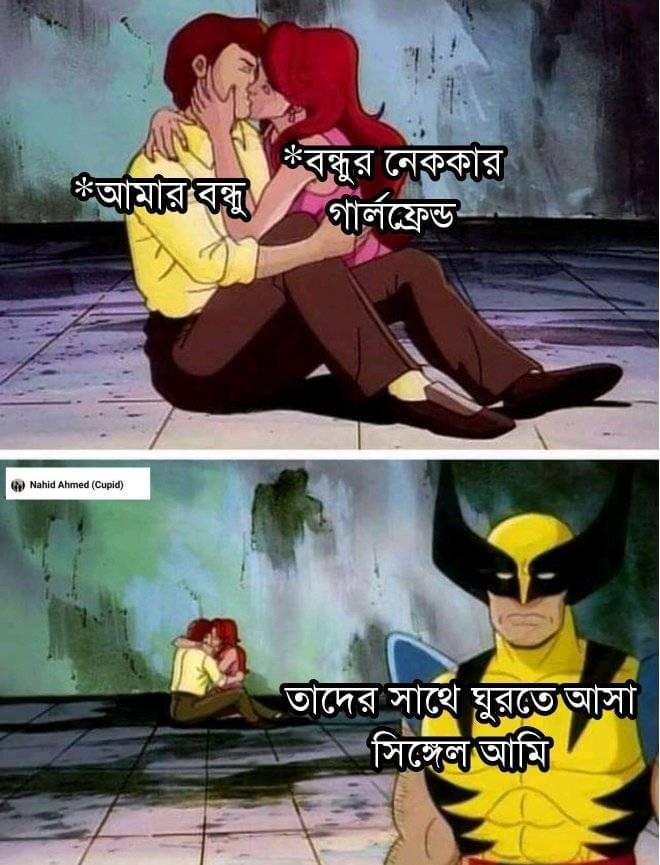 *আমার বন্ধু
*বন্ধুর নেককার
গার্লফ্রেন্ড
Nahid Ahmed (Cupid)
তাদের সাথে ঘুরতে আসা
সিঙ্গেল আমি